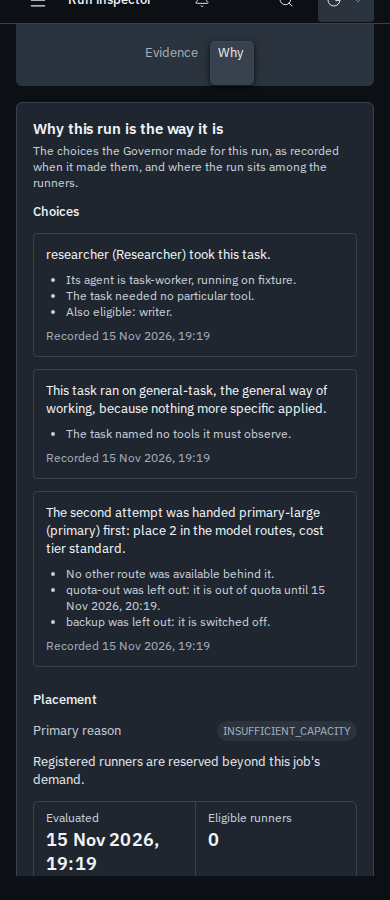 Run Inspector
Evidence
Why
Why this run is the way it is
The choices the Governor made for this run, as recorded
when it made them, and where the run sits among the
runners.
Choices
researcher (Researcher) took this task.
• Its agent is task-worker, running on fixture.
• The task needed no particular tool.
• Also eligible: writer.
Recorded 15 Nov 2026, 19:19
This task ran on general-task, the general way of
working, because nothing more specific applied.
• The task named no tools it must observe.
Recorded 15 Nov 2026, 19:19
The second attempt was handed primary-large
(primary) first: place 2 in the model routes, cost
tier standard.
• No other route was available behind it.
• quota-out was left out: it is out of quota until 15
Nov 2026, 20:19.
• backup was left out: it is switched off.
Recorded 15 Nov 2026, 19:19
Placement
Primary reason
INSUFFICIENT_CAPACITY
Registered runners are reserved beyond this job's
demand.
Evaluated
15 Nov 2026,
19:19
Eligible runners
0